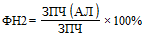 ФН2 = ЗПЧ (АЛ) / ЗПЧ × 100%